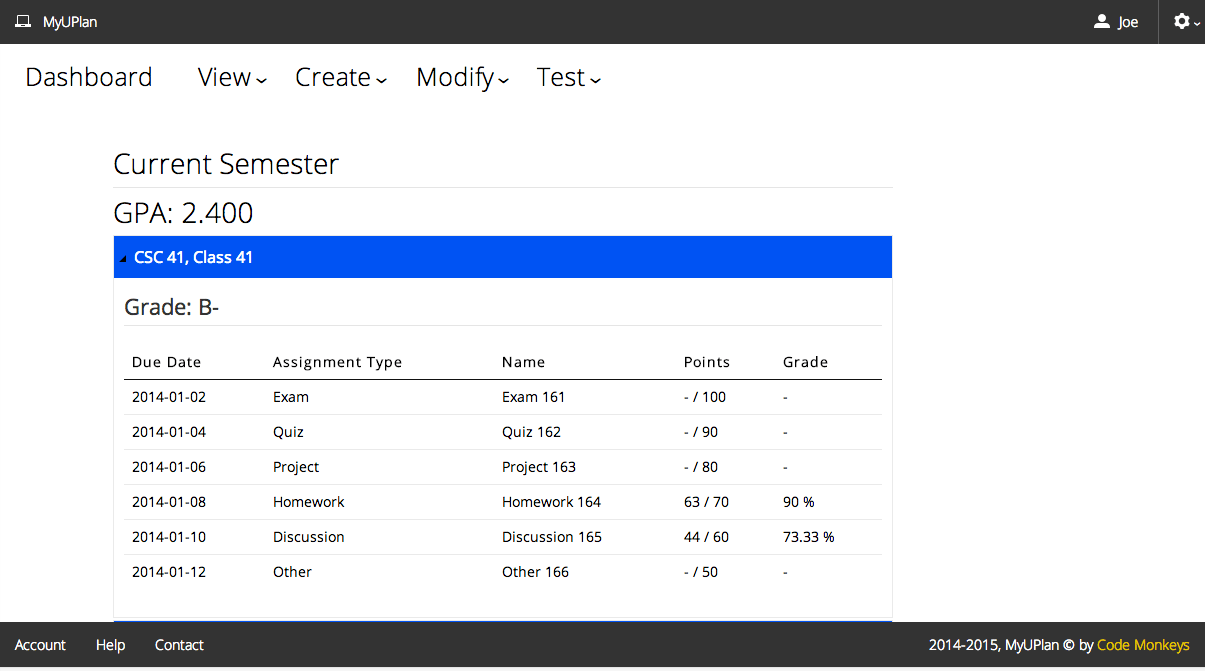 MyUPlan Joe
Dashboard View Create Modify Test
Current Semester
GPA: 2.400
CSC 41, Class 41
Grade: B-
Due Date Assignment Type Name Points Grade
2014-01-02 Exam Exam 161 - / 100 -
2014-01-04 Quiz Quiz 162 - / 90 -
2014-01-06 Project Project 163 - / 80 -
2014-01-08 Homework Homework 164 63 / 70 90 %
2014-01-10 Discussion Discussion 165 44 / 60 73.33 %
2014-01-12 Other Other 166 - / 50 -
Account Help Contact 2014-2015, MyUPlan © by Code Monkeys